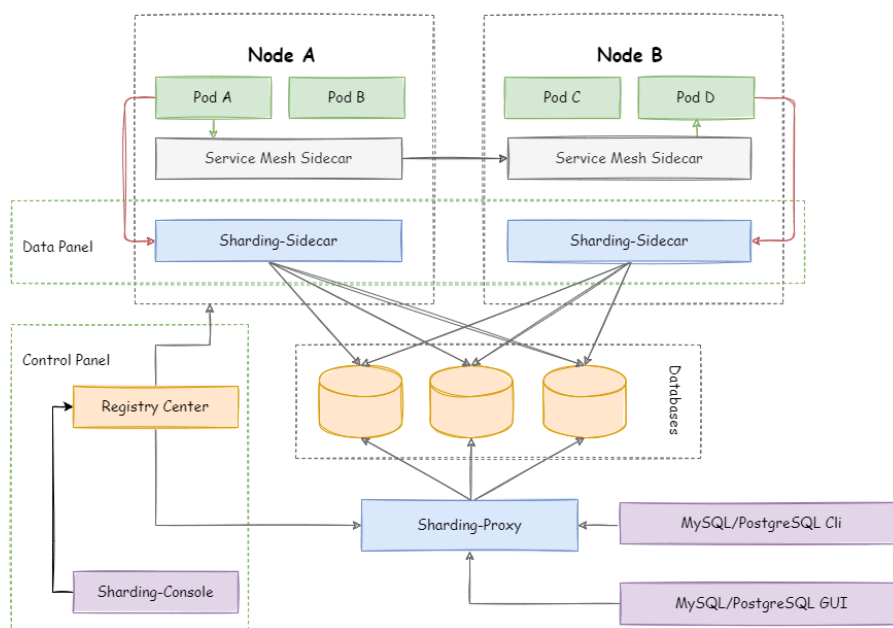 Node A
Node B
Pod A
Pod B
Pod C
Pod D
Service Mesh Sidecar
Service Mesh Sidecar
Data Panel
Sharding-Sidecar
Sharding-Sidecar
Control Panel
Databases
Registry Center
Sharding-Proxy
MySQL/PostgreSQL Cli
Sharding-Console
MySQL/PostgreSQL GUI